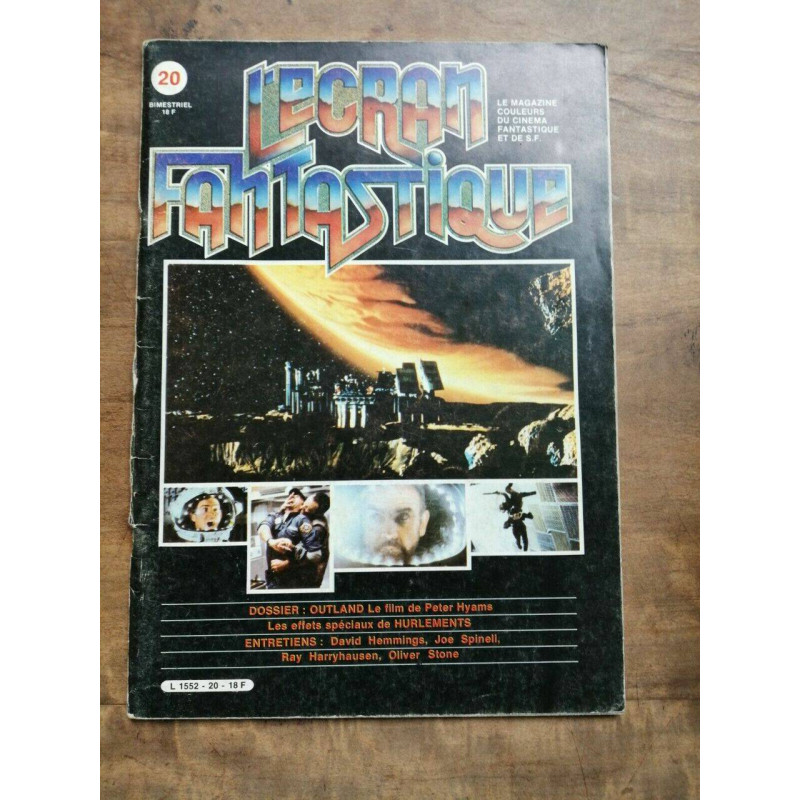 20
BIMESTRIEL
18 F
L'ECRAN
FANTASTIQUE
LE MAGAZINE
COULEURS
DU CINEMA
FANTASTIQUE
ET DE S.F.
DOSSIER : OUTLAND Le film de Peter Hyams
Les effets spéciaux de HURLEMENTS
ENTRETIENS : David Hemmings, Joe Spinell,
Ray Harryhausen, Oliver Stone
L 1552 - 20 - 18 F